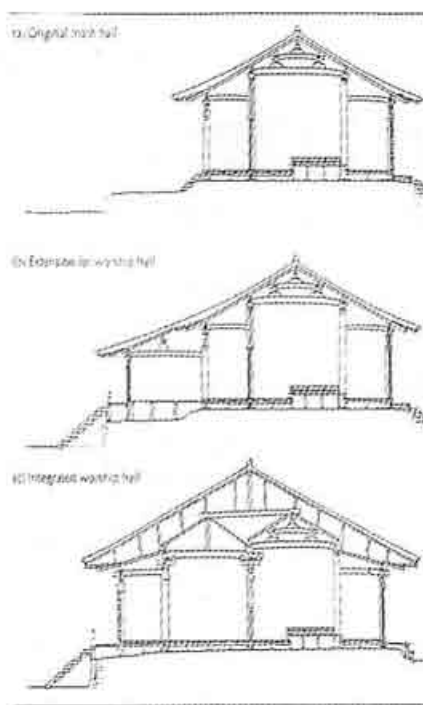 (a) Original main hall
(b) Extension for worship hall
(c) Integrated worship hall